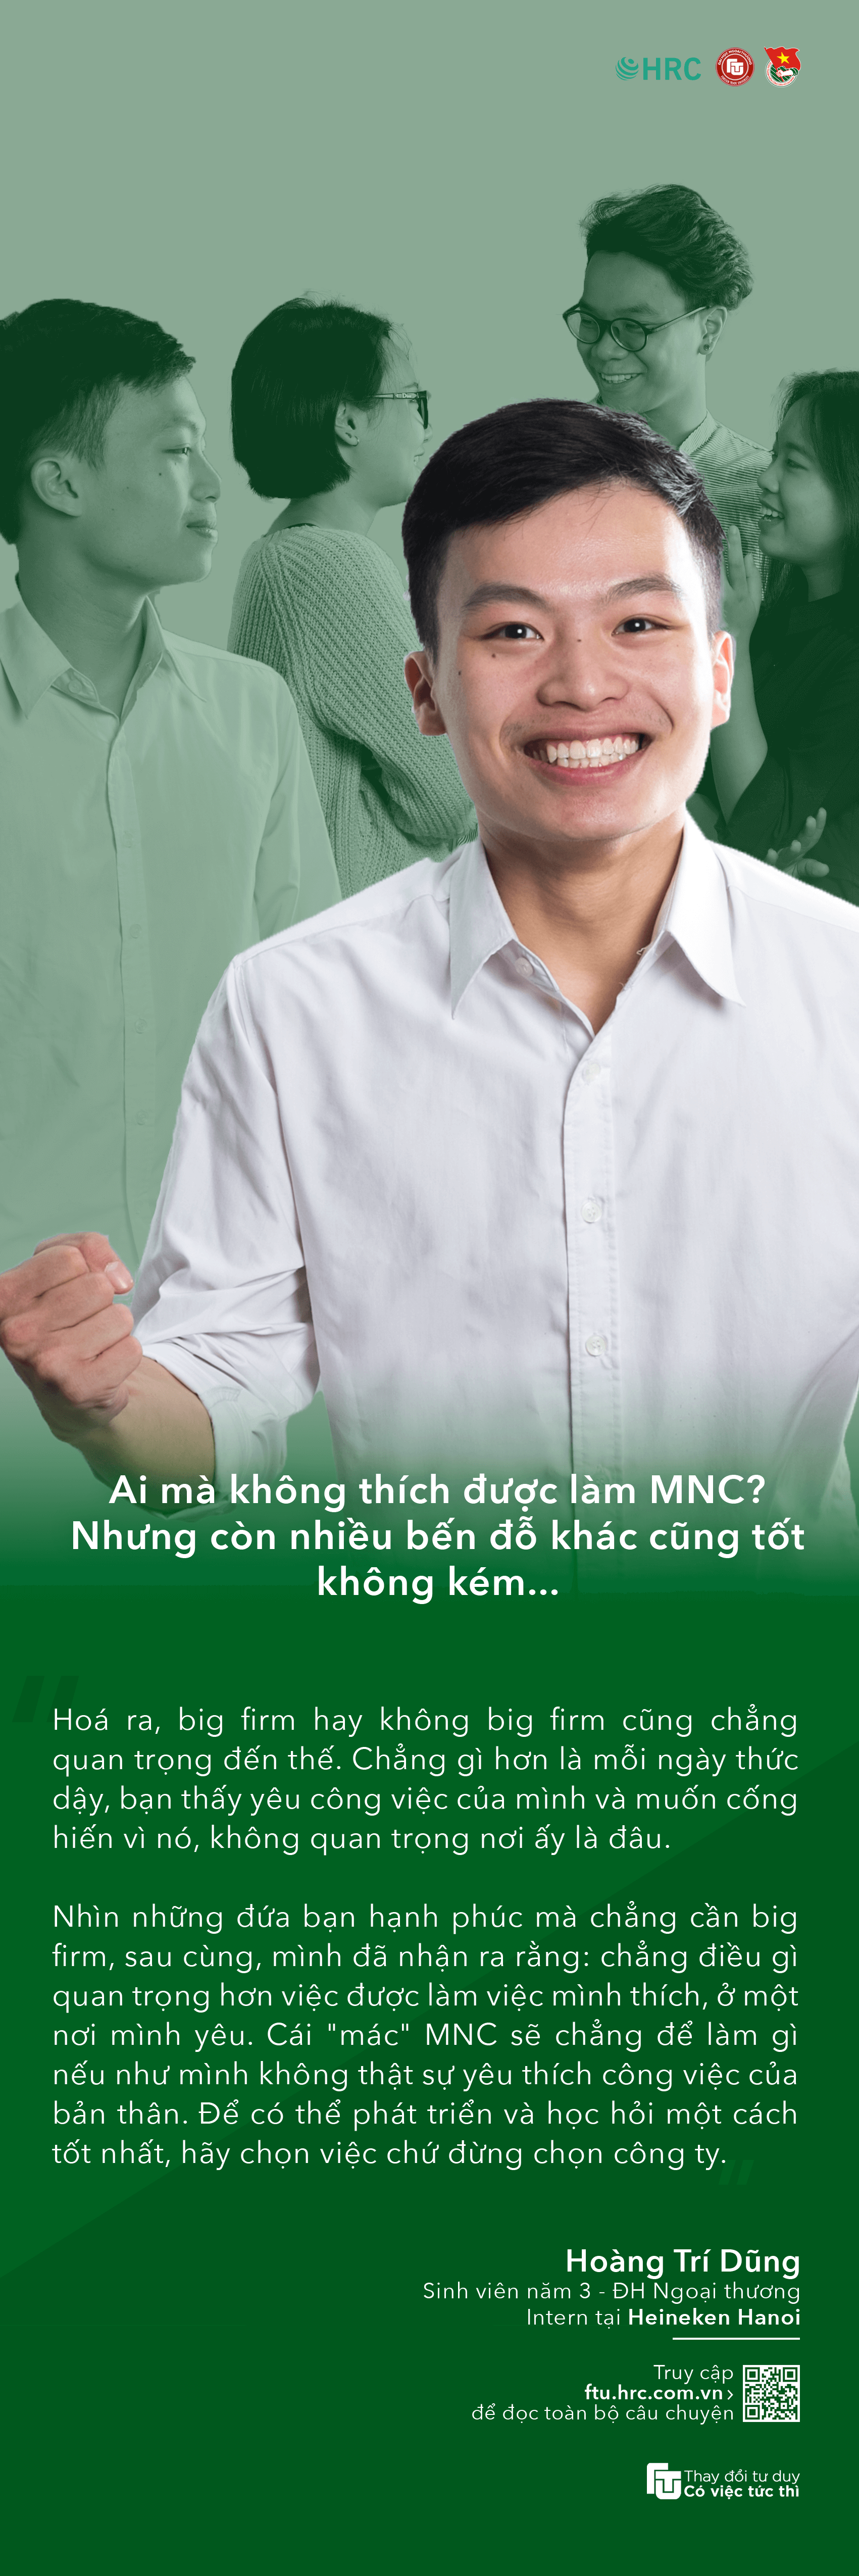 HRC
Ai mà không thích được làm MNC?
Nhưng còn nhiều bến đỗ khác cũng tốt
không kém...
Hoá ra, big firm hay không big firm cũng chẳng
quan trọng đến thế. Chẳng gì hơn là mỗi ngày thức
dậy, bạn thấy yêu công việc của mình và muốn cống
hiến vì nó, không quan trọng nơi ấy là đâu.
Nhìn những đứa bạn hạnh phúc mà chẳng cần big
firm, sau cùng, mình đã nhận ra rằng: chẳng điều gì
quan trọng hơn việc được làm việc mình thích, ở một
nơi mình yêu. Cái "mác" MNC sẽ chẳng để làm gì
nếu như mình không thật sự yêu thích công việc của
bản thân. Để có thể phát triển và học hỏi một cách
tốt nhất, hãy chọn việc chứ đừng chọn công ty.
Hoàng Trí Dũng
Sinh viên năm 3 - ĐH Ngoại thương
Intern tại Heineken Hanoi
Truy cập
ftu.hrc.com.vn›
để đọc toàn bộ câu chuyện
Thay đổi tư duy
Có việc tức thì